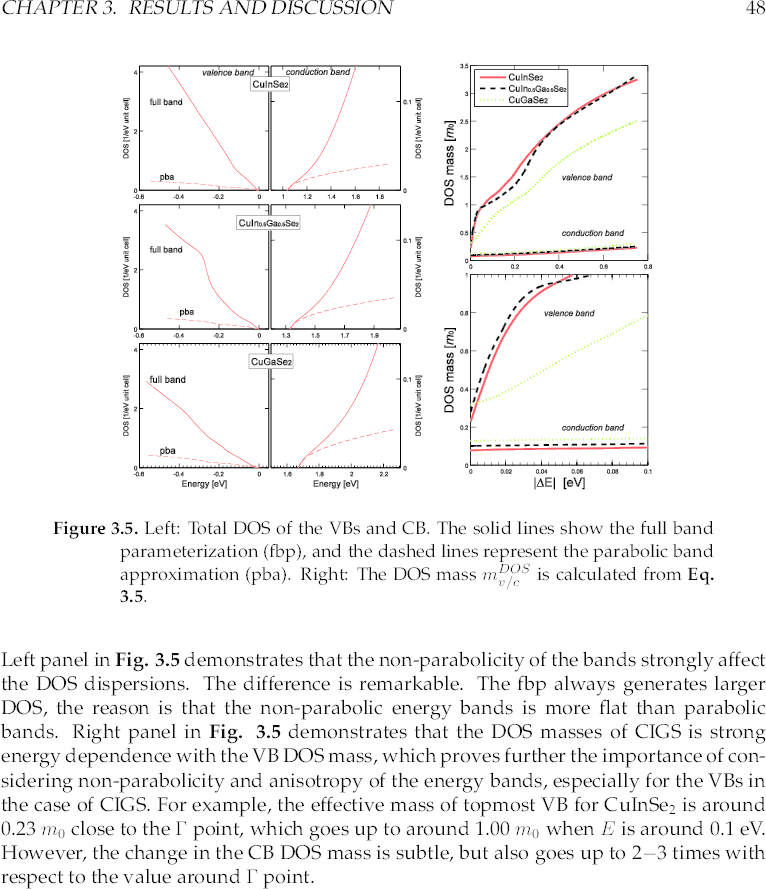 CHAPTER 3. RESULTS AND DISCUSSION 48
valence band conduction band
CuInSe2
full band
pba
DOS [1/eV unit cell]
DOS [1/eV unit cell]
4
2
0
0.1
0
-0.6 -0.4 -0.2 0 1 1.2 1.4 1.6 1.8
CuIn0.5Ga0.5Se2
full band
pba
DOS [1/eV unit cell]
DOS [1/eV unit cell]
4
2
0
0.1
0
-0.6 -0.4 -0.2 0 1.3 1.5 1.7 1.9
CuGaSe2
full band
pba
DOS [1/eV unit cell]
DOS [1/eV unit cell]
4
2
0
0.1
0
-0.6 -0.4 -0.2 0 1.6 1.8 2 2.2
Energy [eV] Energy [eV]
CuInSe2
CuIn0.5Ga0.5Se2
CuGaSe2
DOS mass [m0]
3.5
3
2.5
2
1.5
1
0.5
0
valence band
conduction band
0 0.2 0.4 0.6 0.8
DOS mass [m0]
1
0.8
0.6
0.4
0.2
0
valence band
conduction band
0 0.02 0.04 0.06 0.08 0.1
|ΔE| [eV]
Figure 3.5. Left: Total DOS of the VBs and CB. The solid lines show the full band
parameterization (fbp), and the dashed lines represent the parabolic band
approximation (pba). Right: The DOS mass m_{v/c}^{DOS} is calculated from Eq.
3.5.
Left panel in Fig. 3.5 demonstrates that the non-parabolicity of the bands strongly affect
the DOS dispersions. The difference is remarkable. The fbp always generates larger
DOS, the reason is that the non-parabolic energy bands is more flat than parabolic
bands. Right panel in Fig. 3.5 demonstrates that the DOS masses of CIGS is strong
energy dependence with the VB DOS mass, which proves further the importance of con-
sidering non-parabolicity and anisotropy of the energy bands, especially for the VBs in
the case of CIGS. For example, the effective mass of topmost VB for CuInSe2 is around
0.23 m0 close to the Γ point, which goes up to around 1.00 m0 when E is around 0.1 eV.
However, the change in the CB DOS mass is subtle, but also goes up to 2−3 times with
respect to the value around Γ point.